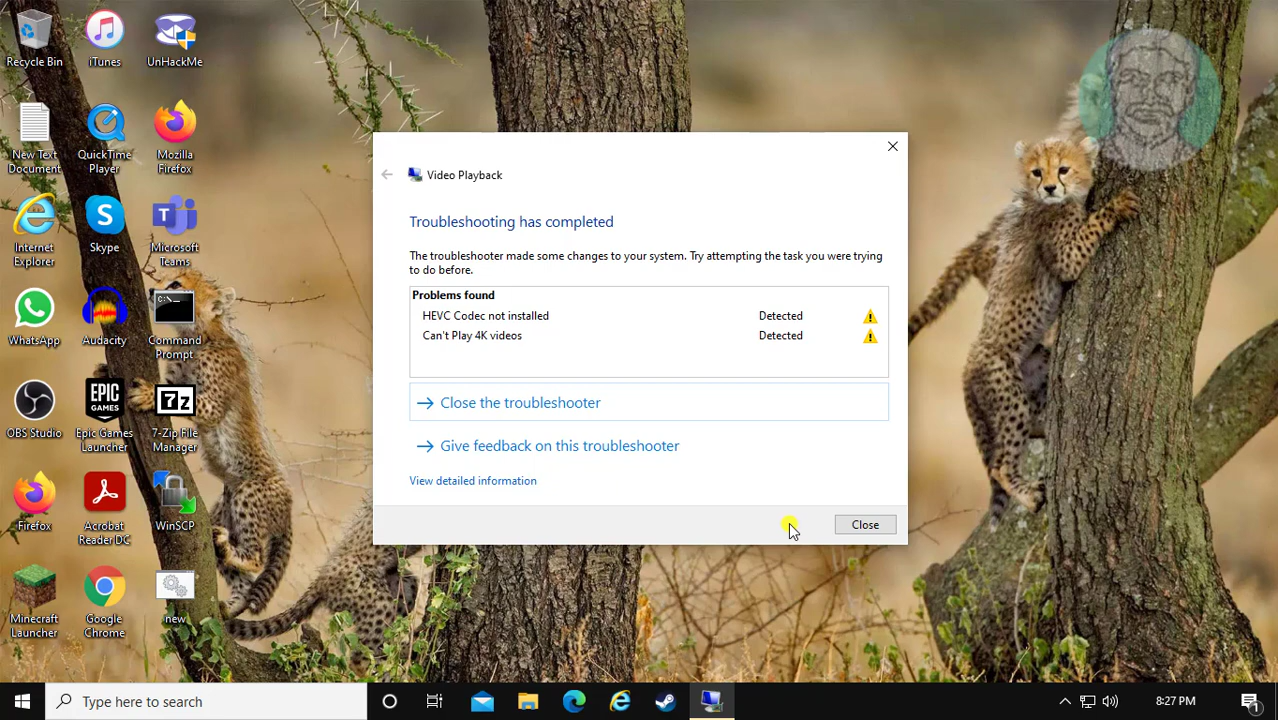 Recycle Bin
iTunes
UnHackMe
New Text
Document
QuickTime
Player
Mozilla
Firefox
Internet
Explorer
Skype
Microsoft
Teams
WhatsApp
Audacity
C:\_
Command
Prompt
OBS Studio
EPIC
GAMES
Epic Games
Launcher
7z
7-Zip File
Manager
Firefox
Acrobat
Reader DC
WinSCP
Minecraft
Launcher
Google
Chrome
new
Video Playback
Troubleshooting has completed
The troubleshooter made some changes to your system. Try attempting the task you were trying
to do before.
Problems found
HEVC Codec not installed Detected
Can't Play 4K videos Detected
Close the troubleshooter
Give feedback on this troubleshooter
View detailed information
Close
Type here to search
8:27 PM
1